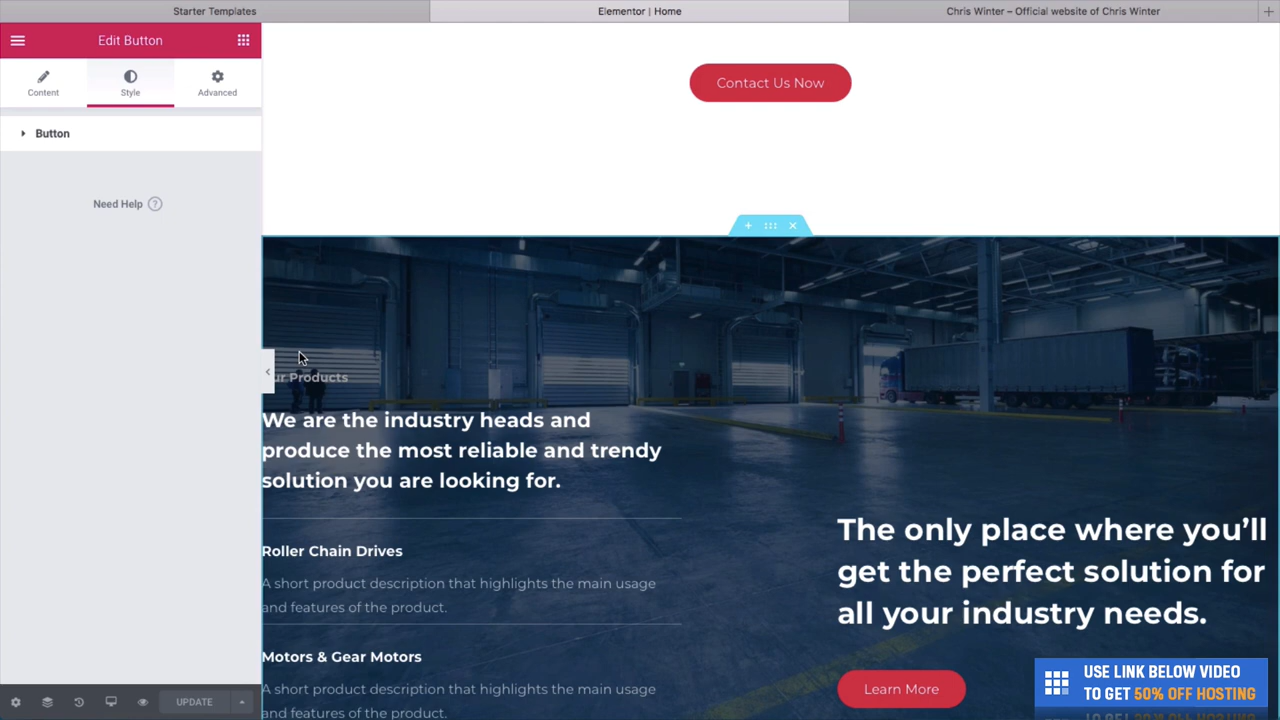 Starter Templates
Elementor | Home
Chris Winter – Official website of Chris Winter
Edit Button
Content
Style
Advanced
Button
Need Help
UPDATE
Contact Us Now
ur Products
We are the industry heads and
produce the most reliable and trendy
solution you are looking for.
Roller Chain Drives
A short product description that highlights the main usage
and features of the product.
Motors & Gear Motors
A short product description that highlights the main usage
and features of the product.
The only place where you’ll
get the perfect solution for
all your industry needs.
Learn More
USE LINK BELOW VIDEO
TO GET 50% OFF HOSTING